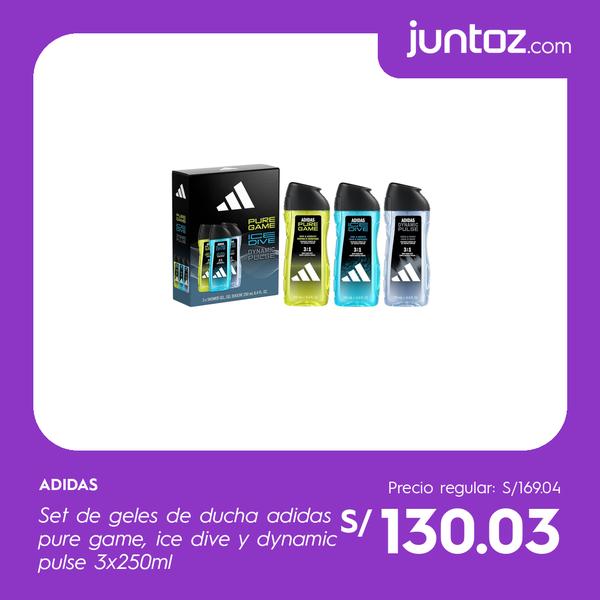 juntoz.com
PURE
GAME
ICE
DIVE
DYNAMIC
PULSE
ADIDAS
PURE
GAME
3IN1
ADIDAS
ICE
DIVE
3IN1
ADIDAS
DYNAMIC
PULSE
3IN1
ADIDAS
Set de geles de ducha adidas
pure game, ice dive y dynamic
pulse 3x250ml
Precio regular: S/169.04
S/ 130.03